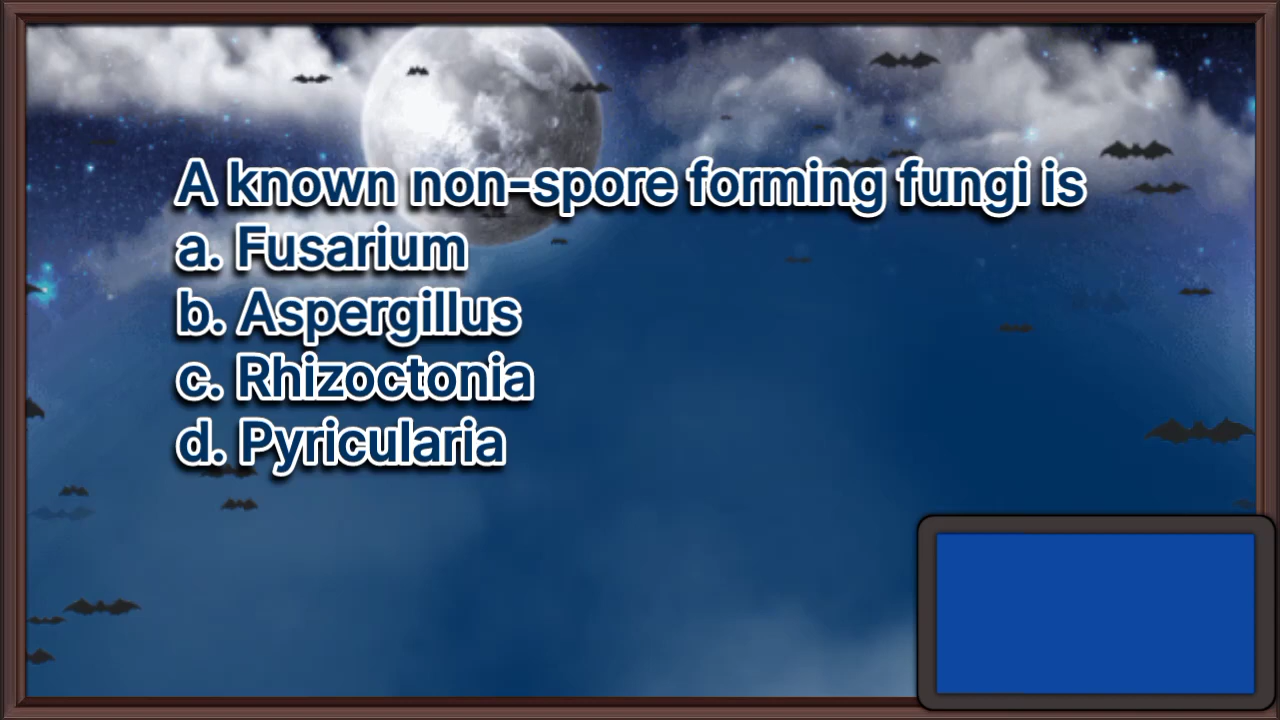 A known non-spore forming fungi is
a. Fusarium
b. Aspergillus
c. Rhizoctonia
d. Pyricularia